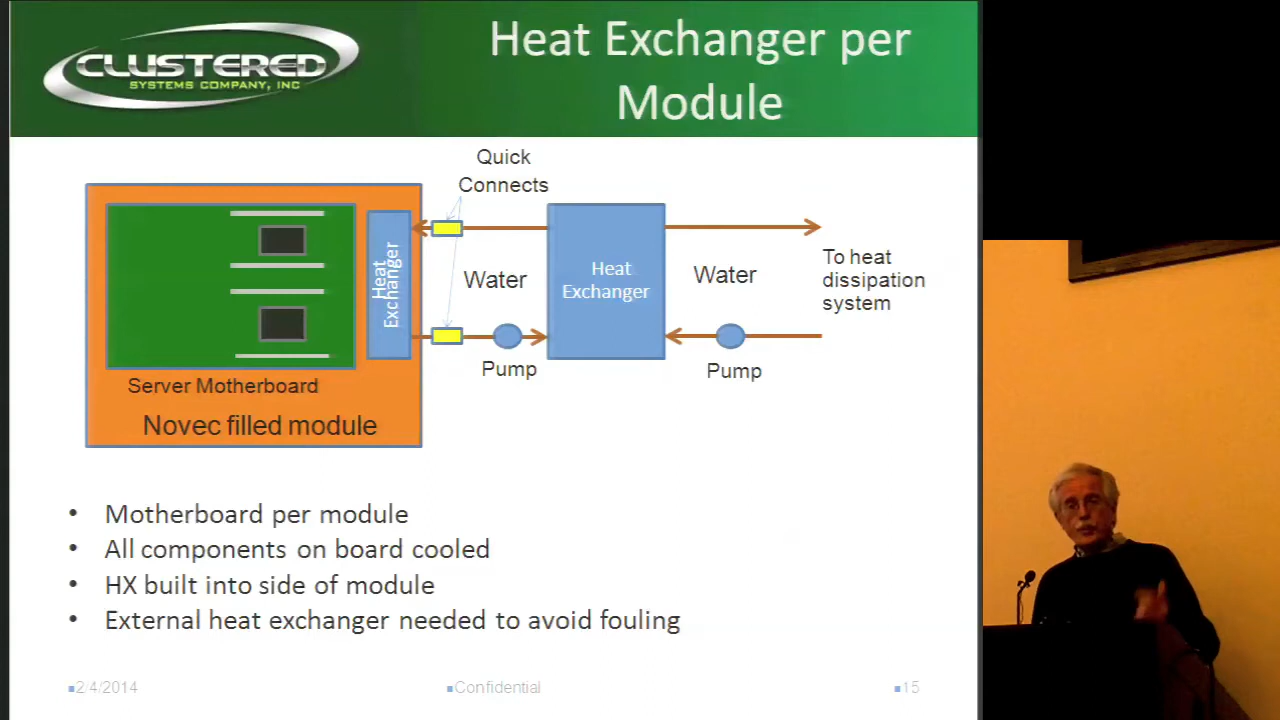 CLUSTERED
SYSTEMS COMPANY, INC
Heat Exchanger per
Module
Quick
Connects
Heat
Exchanger
Water
Heat
Exchanger
Water
To heat
dissipation
system
Pump
Pump
Server Motherboard
Novec filled module
• Motherboard per module
• All components on board cooled
• HX built into side of module
• External heat exchanger needed to avoid fouling
2/4/2014
Confidential
15